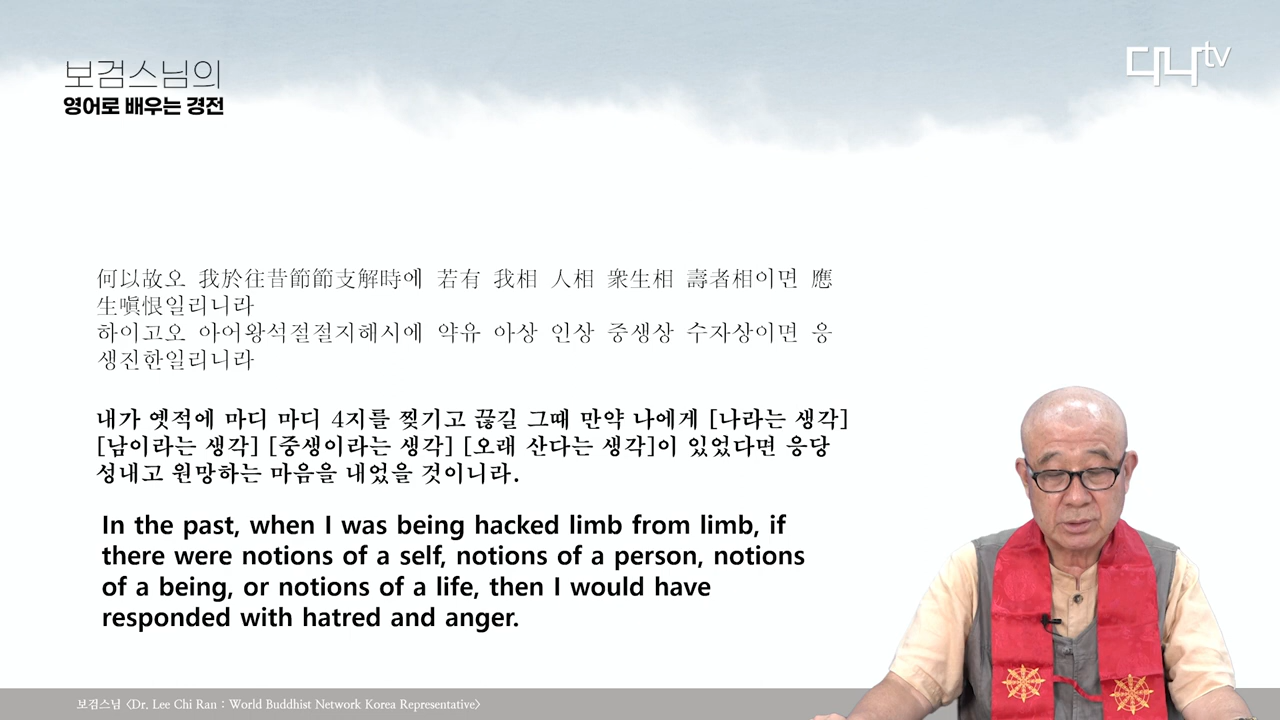 보검스님의
영어로 배우는 경전
다나tv
何以故오 我於往昔節節支解時에 若有 我相 人相 衆生相 壽者相이면 應
生嗔恨일리니라
하이고오 아어왕석절절지해시에 약유 아상 인상 중생상 수자상이면 응
생진한일리니라
내가 옛적에 마디 마디 4지를 찢기고 끊길 그때 만약 나에게 [나라는 생각]
[남이라는 생각] [중생이라는 생각] [오래 산다는 생각]이 있었다면 응당
성내고 원망하는 마음을 내었을 것이니라.
In the past, when I was being hacked limb from limb, if
there were notions of a self, notions of a person, notions
of a being, or notions of a life, then I would have
responded with hatred and anger.
보검스님 <Dr. Lee Chi Ran : World Buddhist Network Korea Representative>